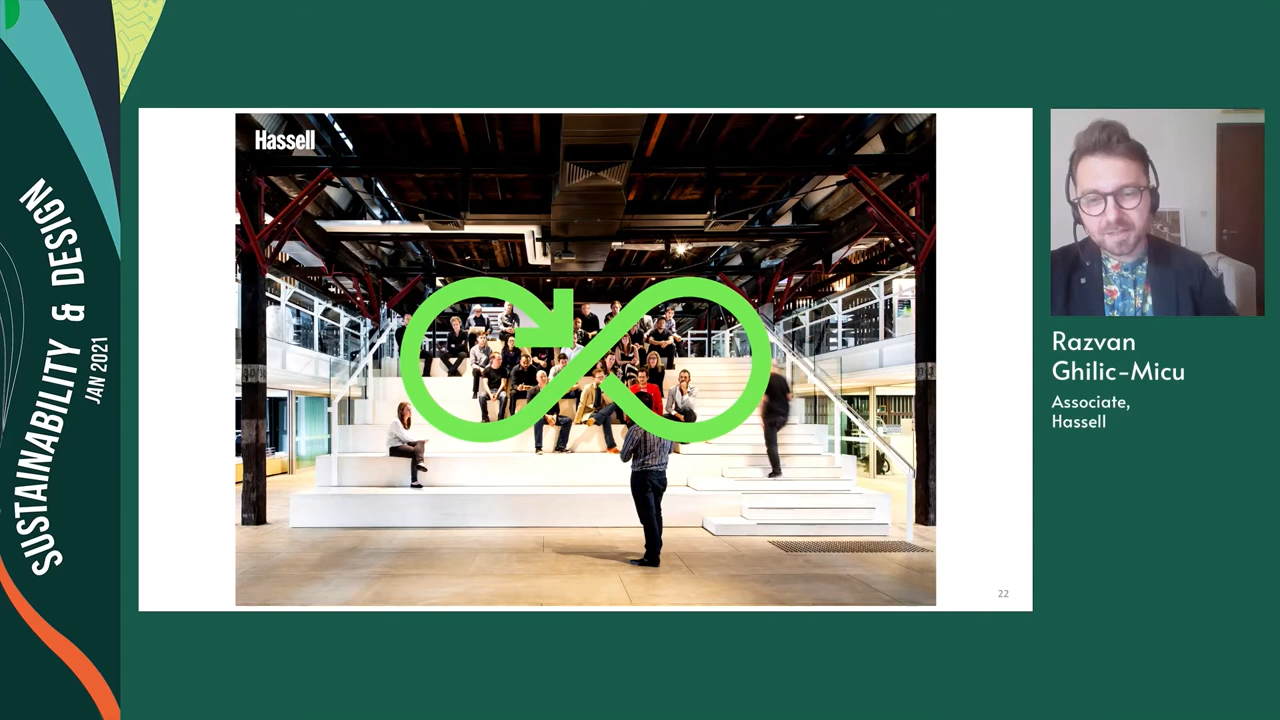 SUSTAINABILITY & DESIGN
JAN 2021
Hassell
22
Razvan
Ghilic-Micu
Associate,
Hassell